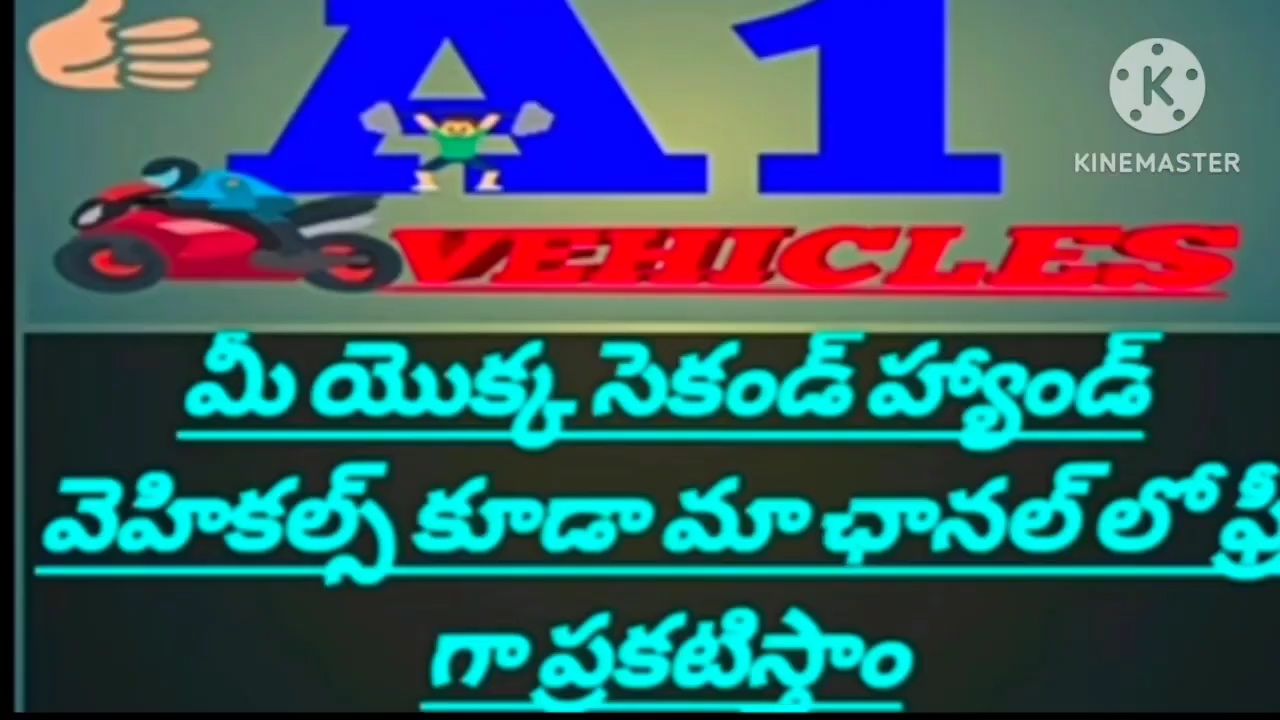 A1
KINEMASTER
VEHICLES
మీ యొక్క సెకండ్ హ్యాండ్
వెహికల్స్ కూడా మా ఛానల్ లో ఫ్రీ
గా ప్రకటిస్తాం